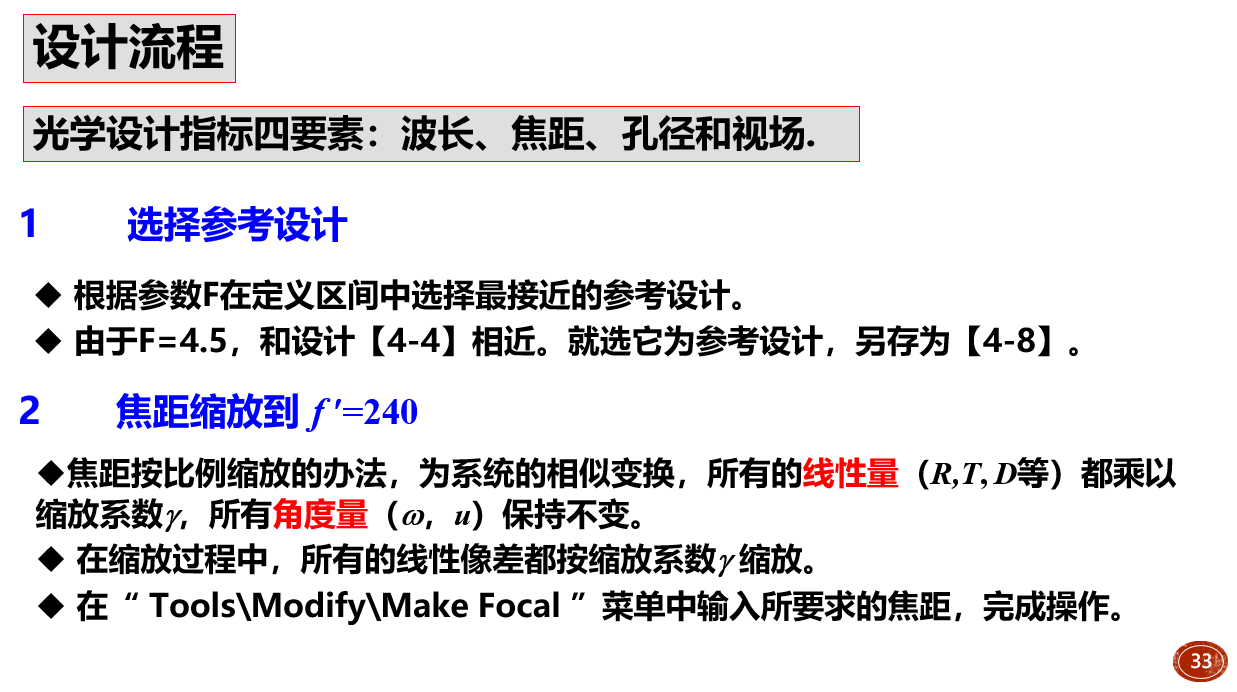 设计流程
光学设计指标四要素：波长、焦距、孔径和视场.
1 选择参考设计
◆ 根据参数F在定义区间中选择最接近的参考设计。
◆ 由于F=4.5，和设计【4-4】相近。就选它为参考设计，另存为【4-8】。
2 焦距缩放到 f ′=240
◆焦距按比例缩放的办法，为系统的相似变换，所有的线性量（R,T, D等）都乘以
缩放系数γ，所有角度量（ω，u）保持不变。
◆ 在缩放过程中，所有的线性像差都按缩放系数γ 缩放。
◆ 在“ Tools\Modify\Make Focal ”菜单中输入所要求的焦距，完成操作。
33